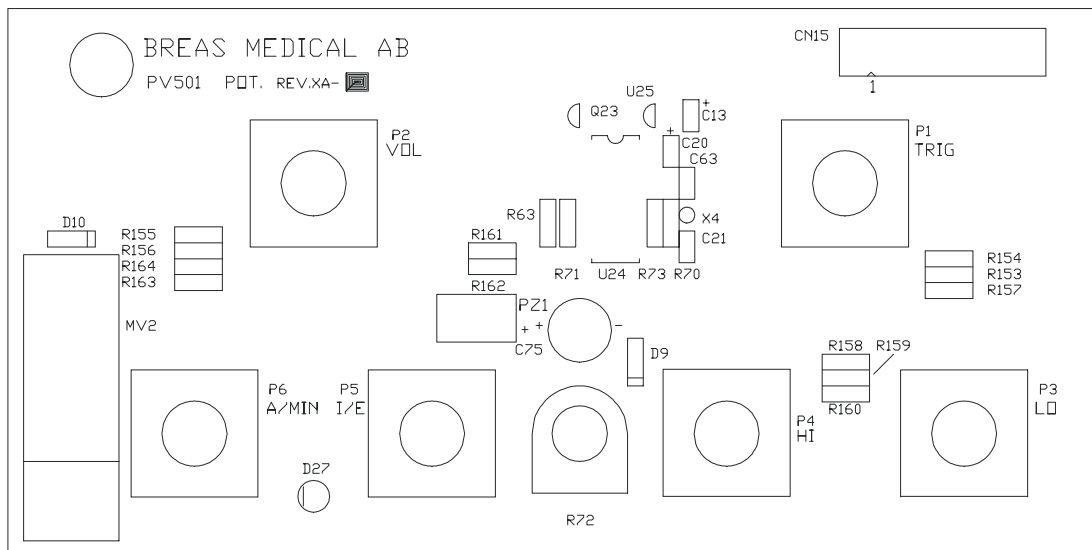 BREAS MEDICAL AB
PV501 POT. REV.XA-
CN15
1
U25
Q23
+
C13
+
C20
C63
P2
VOL
P1
TRIG
R63
X4
C21
D10
R155
R156
R164
R163
R161
R162
R71
U24
R73
R70
R154
R153
R157
MV2
PZ1
+
+
-
C75
D9
R158
R159
R160
P6
A/MIN
P5
I/E
P4
HI
P3
LO
D27
R72